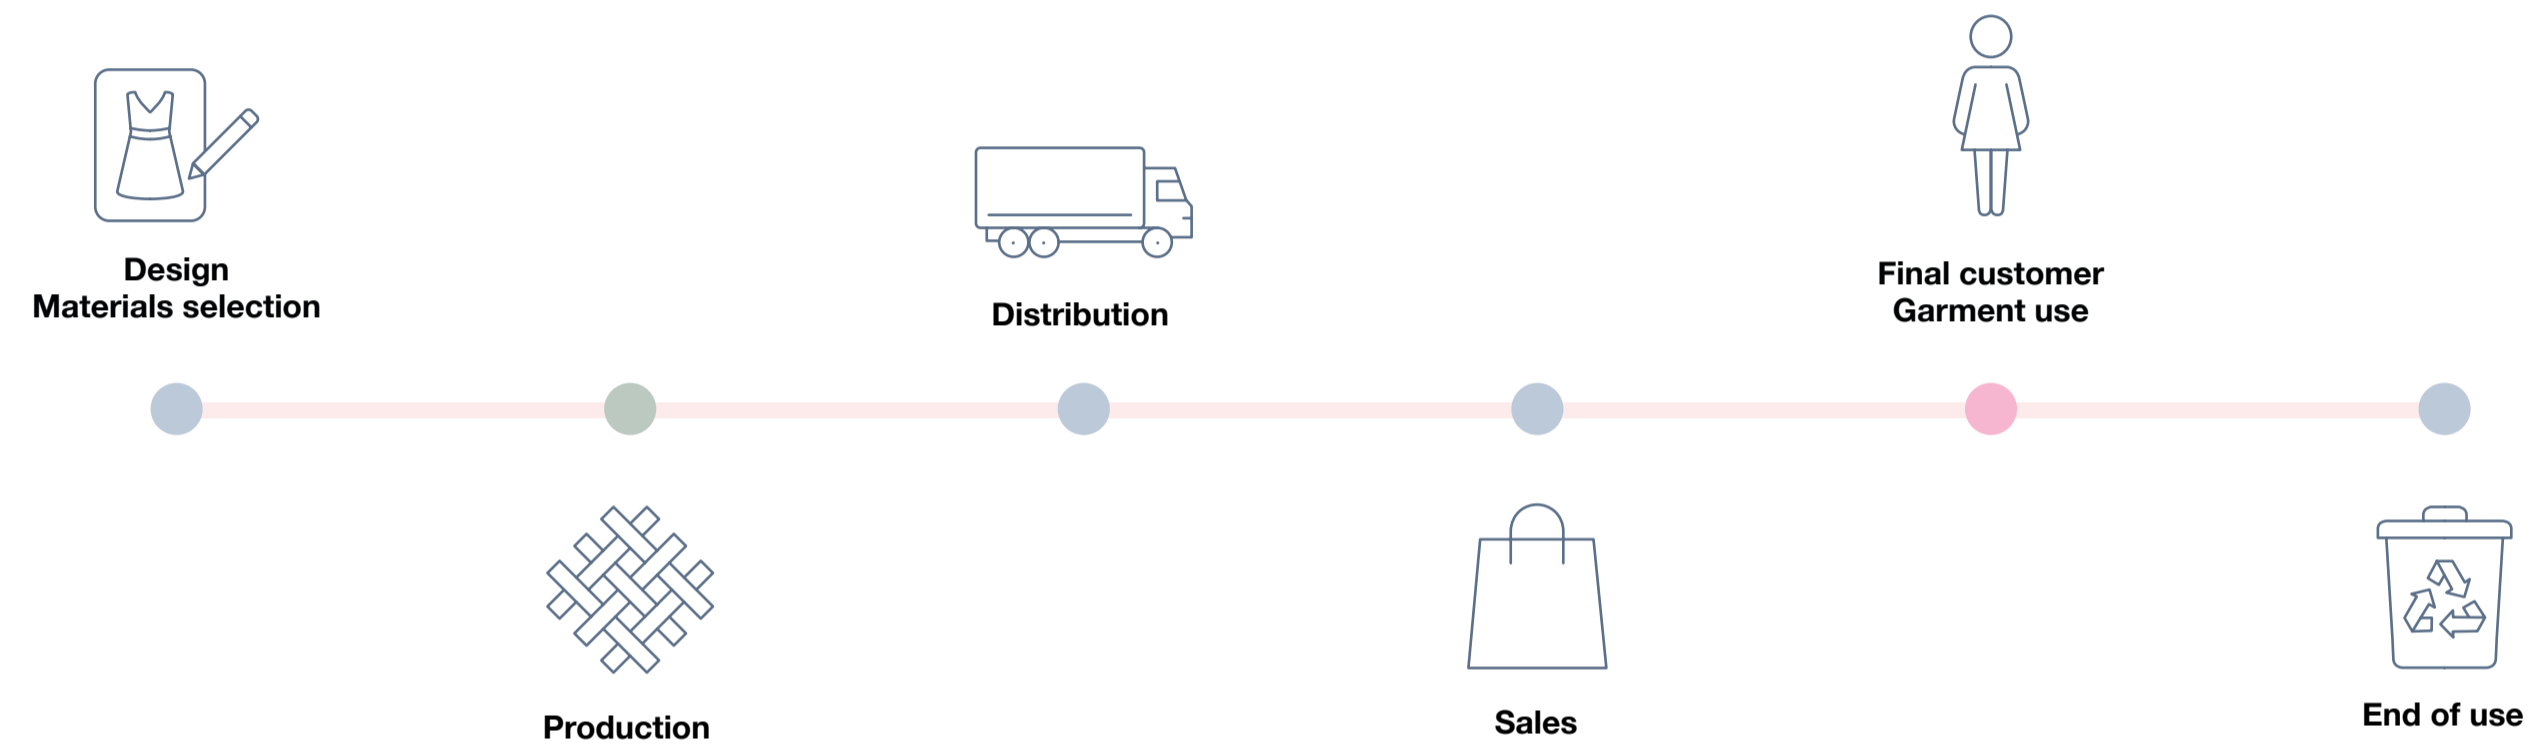 Design
Materials selection
Production
Distribution
Sales
Final customer
Garment use
End of use